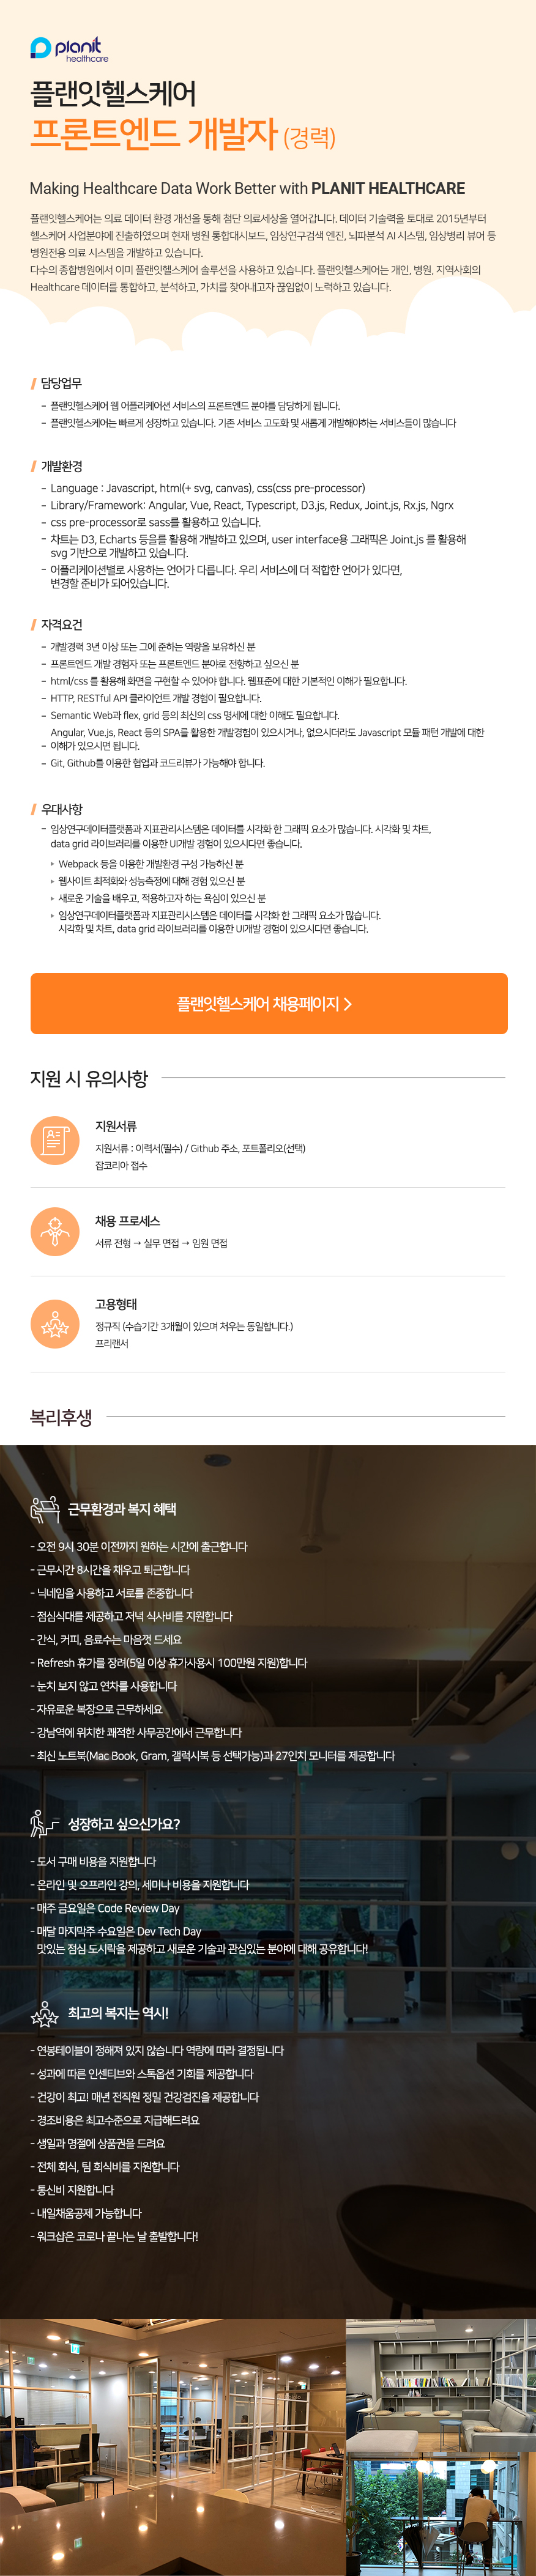 planit
healthcare
플랜잇헬스케어
프론트엔드 개발자 (경력)
Making Healthcare Data Work Better with PLANIT HEALTHCARE
플랜잇헬스케어는 의료 데이터 환경 개선을 통해 첨단 의료세상을 열어갑니다. 데이터 기술력을 토대로 2015년부터
헬스케어 사업분야에 진출하였으며 현재 병원 통합대시보드, 임상연구검색 엔진, 뇌파분석 AI 시스템, 임상병리 뷰어 등
병원전용 의료 시스템을 개발하고 있습니다.
다수의 종합병원에서 이미 플랜잇헬스케어 솔루션을 사용하고 있습니다. 플랜잇헬스케어는 개인, 병원, 지역사회의
Healthcare 데이터를 통합하고, 분석하고, 가치를 찾아내고자 끊임없이 노력하고 있습니다.
담당업무
- 플랜잇헬스케어 웹 어플리케어션 서비스의 프론트엔드 분야를 담당하게 됩니다.
- 플랜잇헬스케어는 빠르게 성장하고 있습니다. 기존 서비스 고도화 및 새롭게 개발해야하는 서비스들이 많습니다
개발환경
- Language : Javascript, html(+ svg, canvas), css(css pre-processor)
- Library/Framework: Angular, Vue, React, Typescript, D3.js, Redux, Joint.js, Rx.js, Ngrx
- css pre-processor로 sass를 활용하고 있습니다.
- 차트는 D3, Echarts 등을를 활용해 개발하고 있으며, user interface용 그래픽은 Joint.js 를 활용해
svg 기반으로 개발하고 있습니다.
- 어플리케이션별로 사용하는 언어가 다릅니다. 우리 서비스에 더 적합한 언어가 있다면,
변경할 준비가 되어있습니다.
자격요건
- 개발경력 3년 이상 또는 그에 준하는 역량을 보유하신 분
- 프론트엔드 개발 경험자 또는 프론트엔드 분야로 전향하고 싶으신 분
- html/css 를 활용해 화면을 구현할 수 있어야 합니다. 웹표준에 대한 기본적인 이해가 필요합니다.
- HTTP, RESTful API 클라이언트 개발 경험이 필요합니다.
- Semantic Web과 flex, grid 등의 최신의 css 명세에 대한 이해도 필요합니다.
Angular, Vue.js, React 등의 SPA를 활용한 개발경험이 있으시거나, 없으시더라도 Javascript 모듈 패턴 개발에 대한
- 이해가 있으시면 됩니다.
- Git, Github를 이용한 협업과 코드리뷰가 가능해야 합니다.
우대사항
- 임상연구데이터플랫폼과 지표관리시스템은 데이터를 시각화 한 그래픽 요소가 많습니다. 시각화 및 차트,
data grid 라이브러리를 이용한 UI개발 경험이 있으시다면 좋습니다.
▸ Webpack 등을 이용한 개발환경 구성 가능하신 분
▸ 웹사이트 최적화와 성능측정에 대해 경험 있으신 분
▸ 새로운 기술을 배우고, 적용하고자 하는 욕심이 있으신 분
▸ 임상연구데이터플랫폼과 지표관리시스템은 데이터를 시각화 한 그래픽 요소가 많습니다.
시각화 및 차트, data grid 라이브러리를 이용한 UI개발 경험이 있으시다면 좋습니다.
플랜잇헬스케어 채용페이지 >
지원 시 유의사항
지원서류
지원서류 : 이력서(필수) / Github 주소, 포트폴리오(선택)
잡코리아 접수
채용 프로세스
서류 전형 → 실무 면접 → 임원 면접
고용형태
정규직 (수습기간 3개월이 있으며 처우는 동일합니다.)
프리랜서
복리후생
근무환경과 복지 혜택
- 오전 9시 30분 이전까지 원하는 시간에 출근합니다
- 근무시간 8시간을 채우고 퇴근합니다
- 닉네임을 사용하고 서로를 존중합니다
- 점심식대를 제공하고 저녁 식사비를 지원합니다
- 간식, 커피, 음료수는 마음껏 드세요
- Refresh 휴가를 장려(5일 이상 휴가사용시 100만원 지원)합니다
- 눈치 보지 않고 연차를 사용합니다
- 자유로운 복장으로 근무하세요
- 강남역에 위치한 쾌적한 사무공간에서 근무합니다
- 최신 노트북(Mac Book, Gram, 갤럭시북 등 선택가능)과 27인치 모니터를 제공합니다
성장하고 싶으신가요?
- 도서 구매 비용을 지원합니다
- 온라인 및 오프라인 강의, 세미나 비용을 지원합니다
- 매주 금요일은 Code Review Day
- 매달 마지막주 수요일은 Dev Tech Day
맛있는 점심 도시락을 제공하고 새로운 기술과 관심있는 분야에 대해 공유합니다!
최고의 복지는 역시!
- 연봉테이블이 정해져 있지 않습니다 역량에 따라 결정됩니다
- 성과에 따른 인센티브와 스톡옵션 기회를 제공합니다
- 건강이 최고! 매년 전직원 정밀 건강검진을 제공합니다
- 경조비용은 최고수준으로 지급해드려요
- 생일과 명절에 상품권을 드려요
- 전체 회식, 팀 회식비를 지원합니다
- 통신비 지원합니다
- 내일채움공제 가능합니다
- 워크샵은 코로나 끝나는 날 출발합니다!